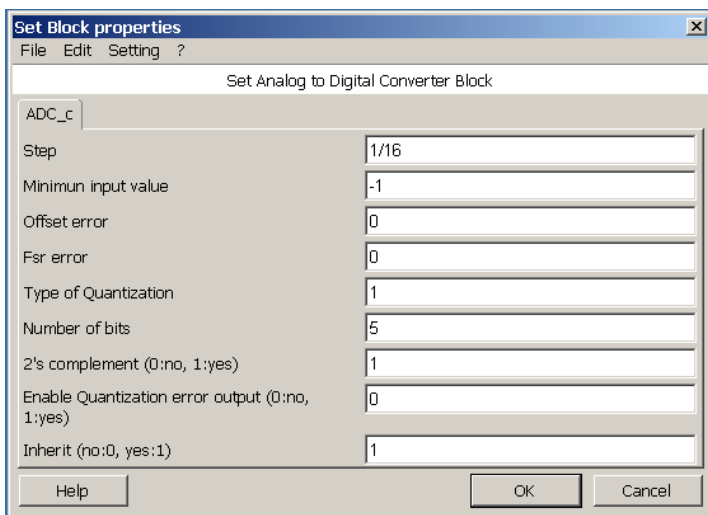 Set Block properties
File Edit Setting ?
Set Analog to Digital Converter Block
ADC_c
Step 1/16
Minimun input value -1
Offset error 0
Fsr error 0
Type of Quantization 1
Number of bits 5
2's complement (0:no, 1:yes) 1
Enable Quantization error output (0:no, 0
1:yes)
Inherit (no:0, yes:1) 1
Help OK Cancel